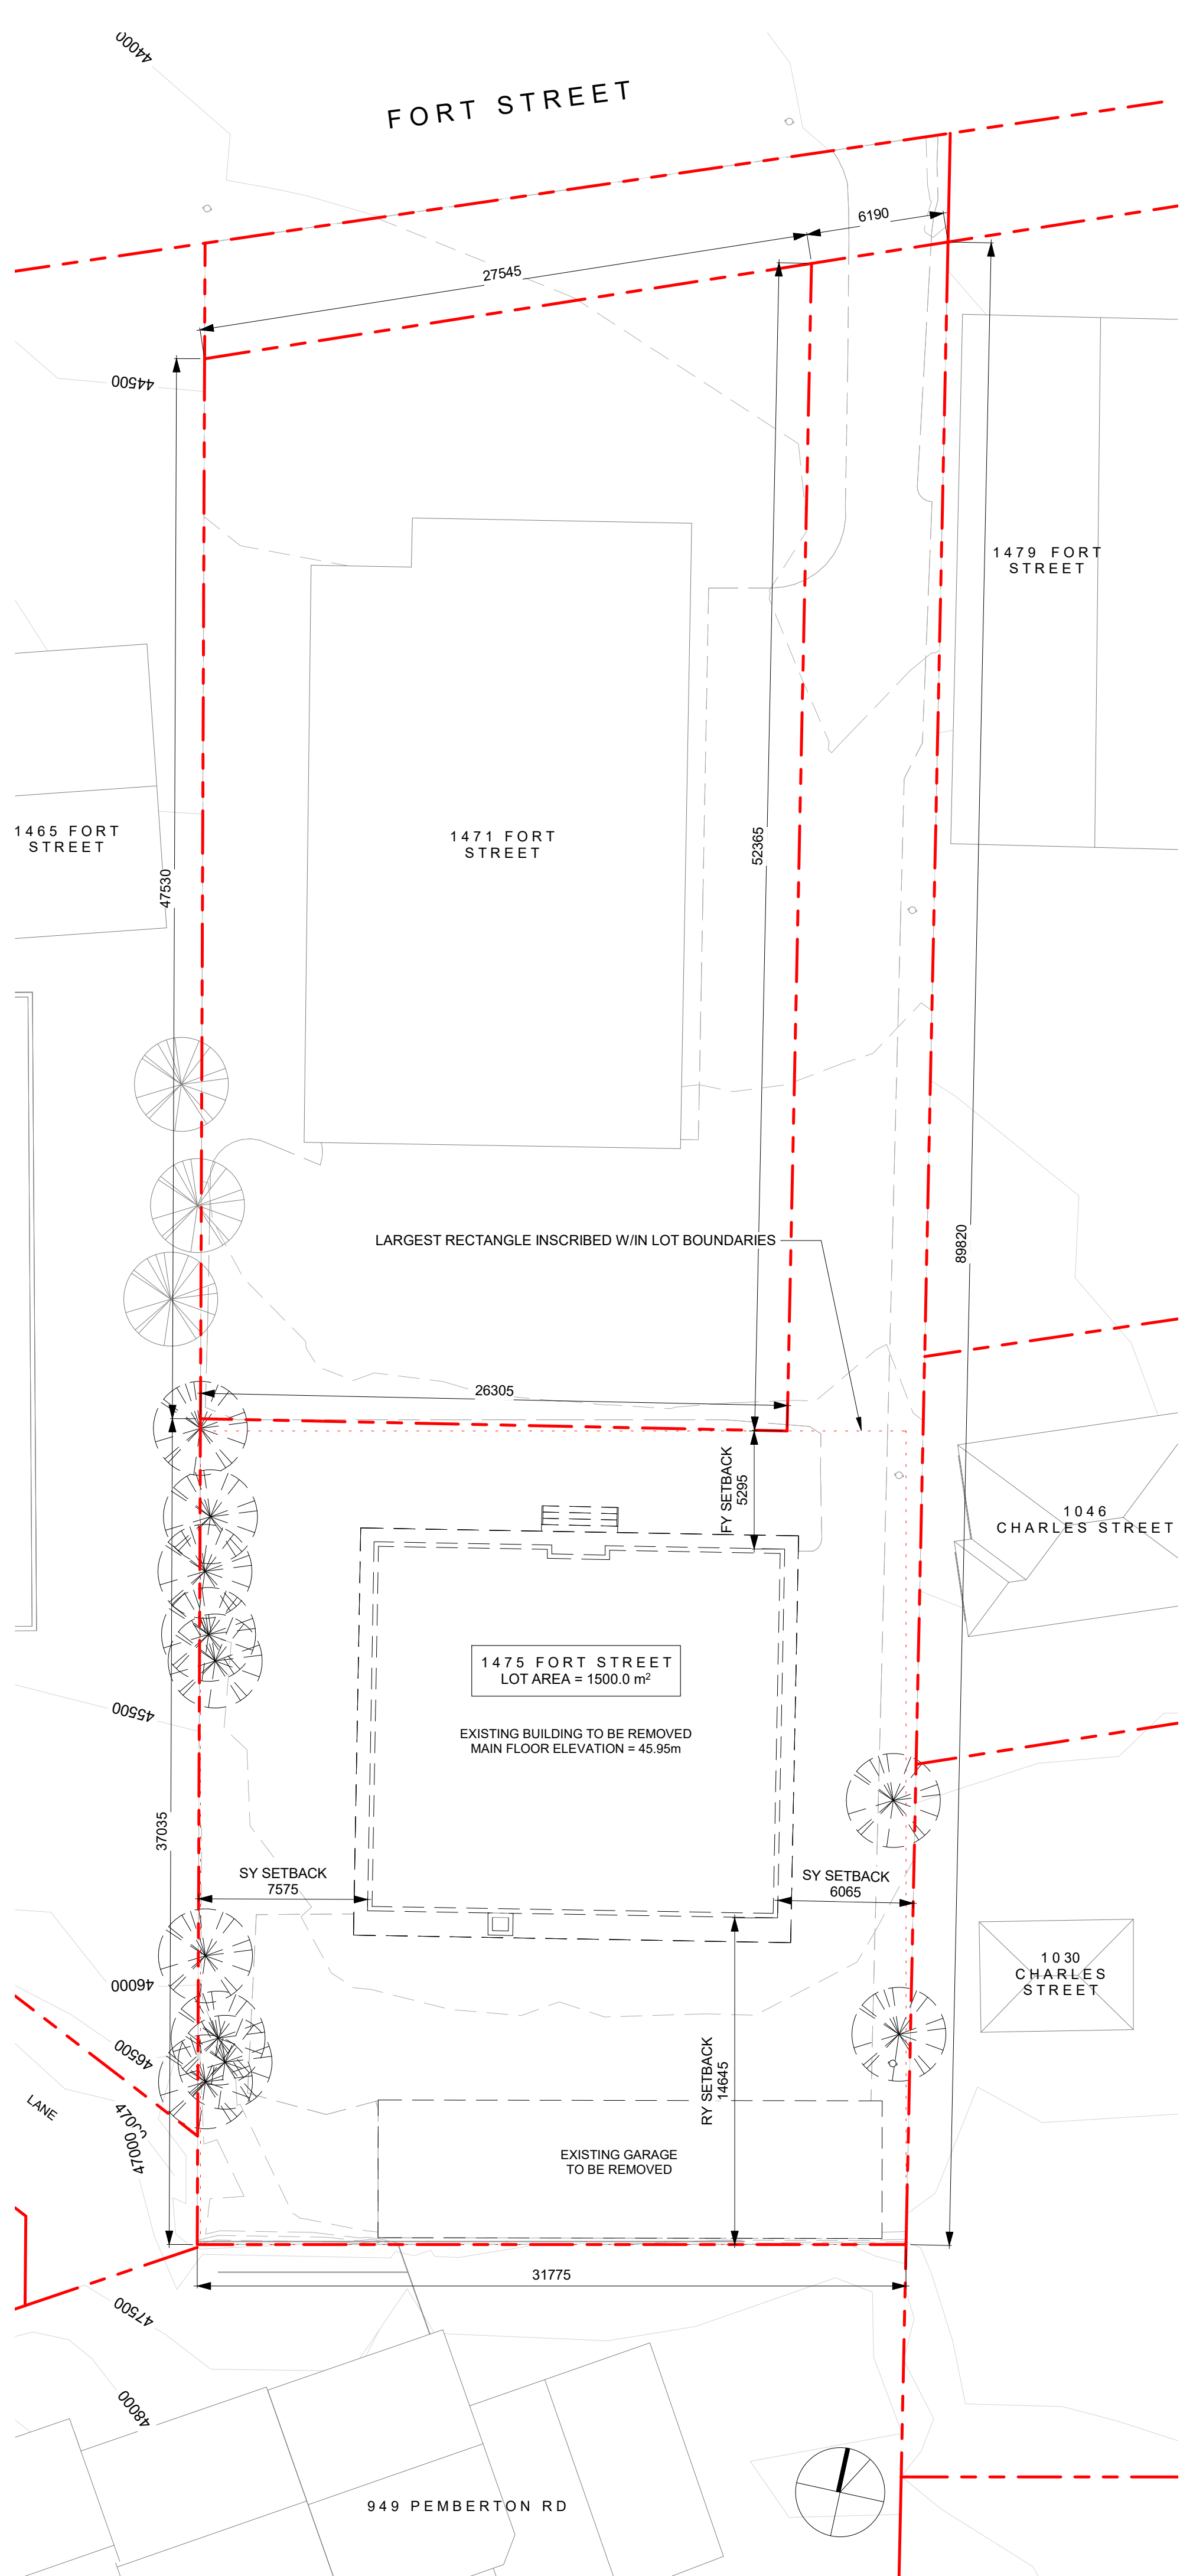 44000
FORT STREET
6190
27545
44500
1479 FORT
STREET
1465 FORT
STREET
1471 FORT
STREET
47530
52365
89820
LARGEST RECTANGLE INSCRIBED W/IN LOT BOUNDARIES
26305
FY SETBACK
5295
1046
CHARLES STREET
1475 FORT STREET
LOT AREA = 1500.0 m²
45500
EXISTING BUILDING TO BE REMOVED
MAIN FLOOR ELEVATION = 45.95m
37035
SY SETBACK
7575
SY SETBACK
6065
46000
1030
CHARLES
STREET
46500
RY SETBACK
14645
LANE
47000
EXISTING GARAGE
TO BE REMOVED
31775
47500
48000
949 PEMBERTON RD